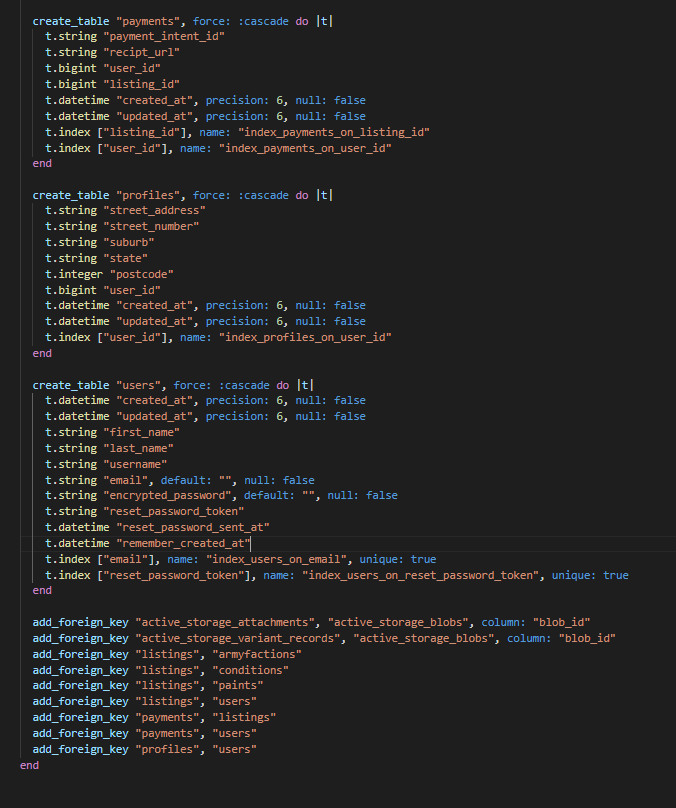 create_table "payments", force: :cascade do |t|
t.string "payment_intent_id"
t.string "recipt_url"
t.bigint "user_id"
t.bigint "listing_id"
t.datetime "created_at", precision: 6, null: false
t.datetime "updated_at", precision: 6, null: false
t.index ["listing_id"], name: "index_payments_on_listing_id"
t.index ["user_id"], name: "index_payments_on_user_id"
end
create_table "profiles", force: :cascade do |t|
t.string "street_address"
t.string "street_number"
t.string "suburb"
t.string "state"
t.integer "postcode"
t.bigint "user_id"
t.datetime "created_at", precision: 6, null: false
t.datetime "updated_at", precision: 6, null: false
t.index ["user_id"], name: "index_profiles_on_user_id"
end
create_table "users", force: :cascade do |t|
t.datetime "created_at", precision: 6, null: false
t.datetime "updated_at", precision: 6, null: false
t.string "first_name"
t.string "last_name"
t.string "username"
t.string "email", default: "", null: false
t.string "encrypted_password", default: "", null: false
t.string "reset_password_token"
t.datetime "reset_password_sent_at"
t.datetime "remember_created_at"
t.index ["email"], name: "index_users_on_email", unique: true
t.index ["reset_password_token"], name: "index_users_on_reset_password_token", unique: true
end
add_foreign_key "active_storage_attachments", "active_storage_blobs", column: "blob_id"
add_foreign_key "active_storage_variant_records", "active_storage_blobs", column: "blob_id"
add_foreign_key "listings", "armyfactions"
add_foreign_key "listings", "conditions"
add_foreign_key "listings", "paints"
add_foreign_key "listings", "users"
add_foreign_key "payments", "listings"
add_foreign_key "payments", "users"
add_foreign_key "profiles", "users"
end